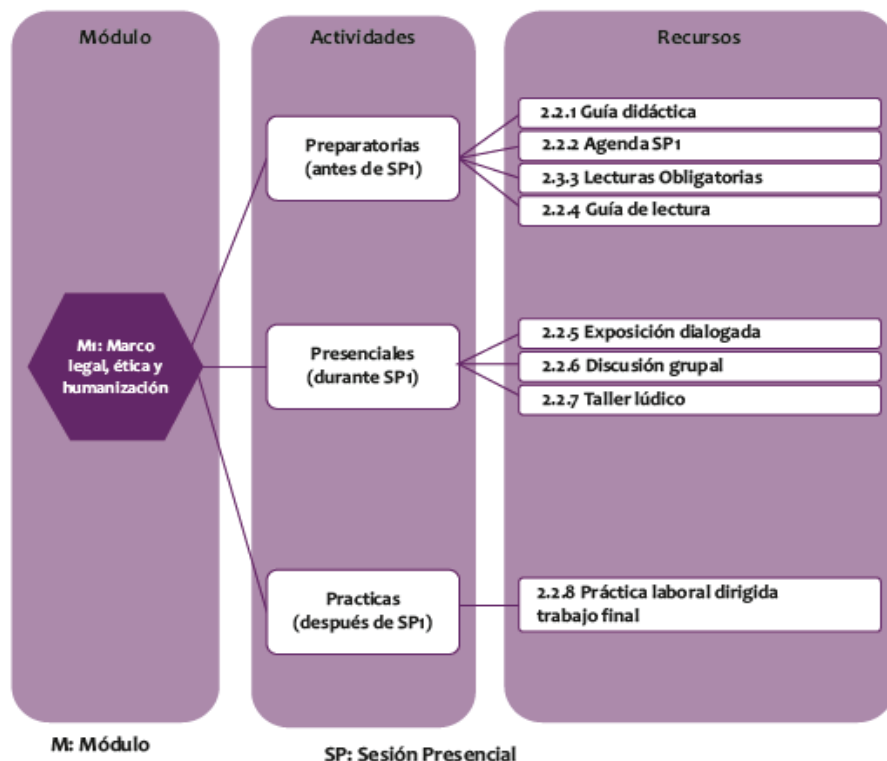 Módulo
Actividades
Recursos
M1: Marco
legal, ética y
humanización
Preparatorias
(antes de SP1)
2.2.1 Guía didáctica
2.2.2 Agenda SP1
2.3.3 Lecturas Obligatorias
2.2.4 Guía de lectura
Presenciales
(durante SP1)
2.2.5 Exposición dialogada
2.2.6 Discusión grupal
2.2.7 Taller lúdico
Practicas
(después de SP1)
2.2.8 Práctica laboral dirigida
trabajo final
M: Módulo
SP: Sesión Presencial